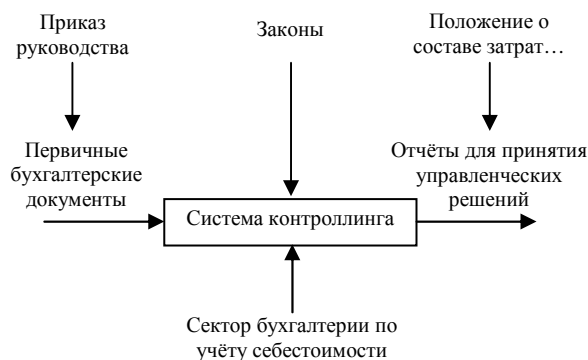 Приказ
руководства
Законы
Положение о
составе затрат…
Первичные
бухгалтерские
документы
Отчёты для принятия
управленческих
решений
Система контроллинга
Сектор бухгалтерии по
учёту себестоимости